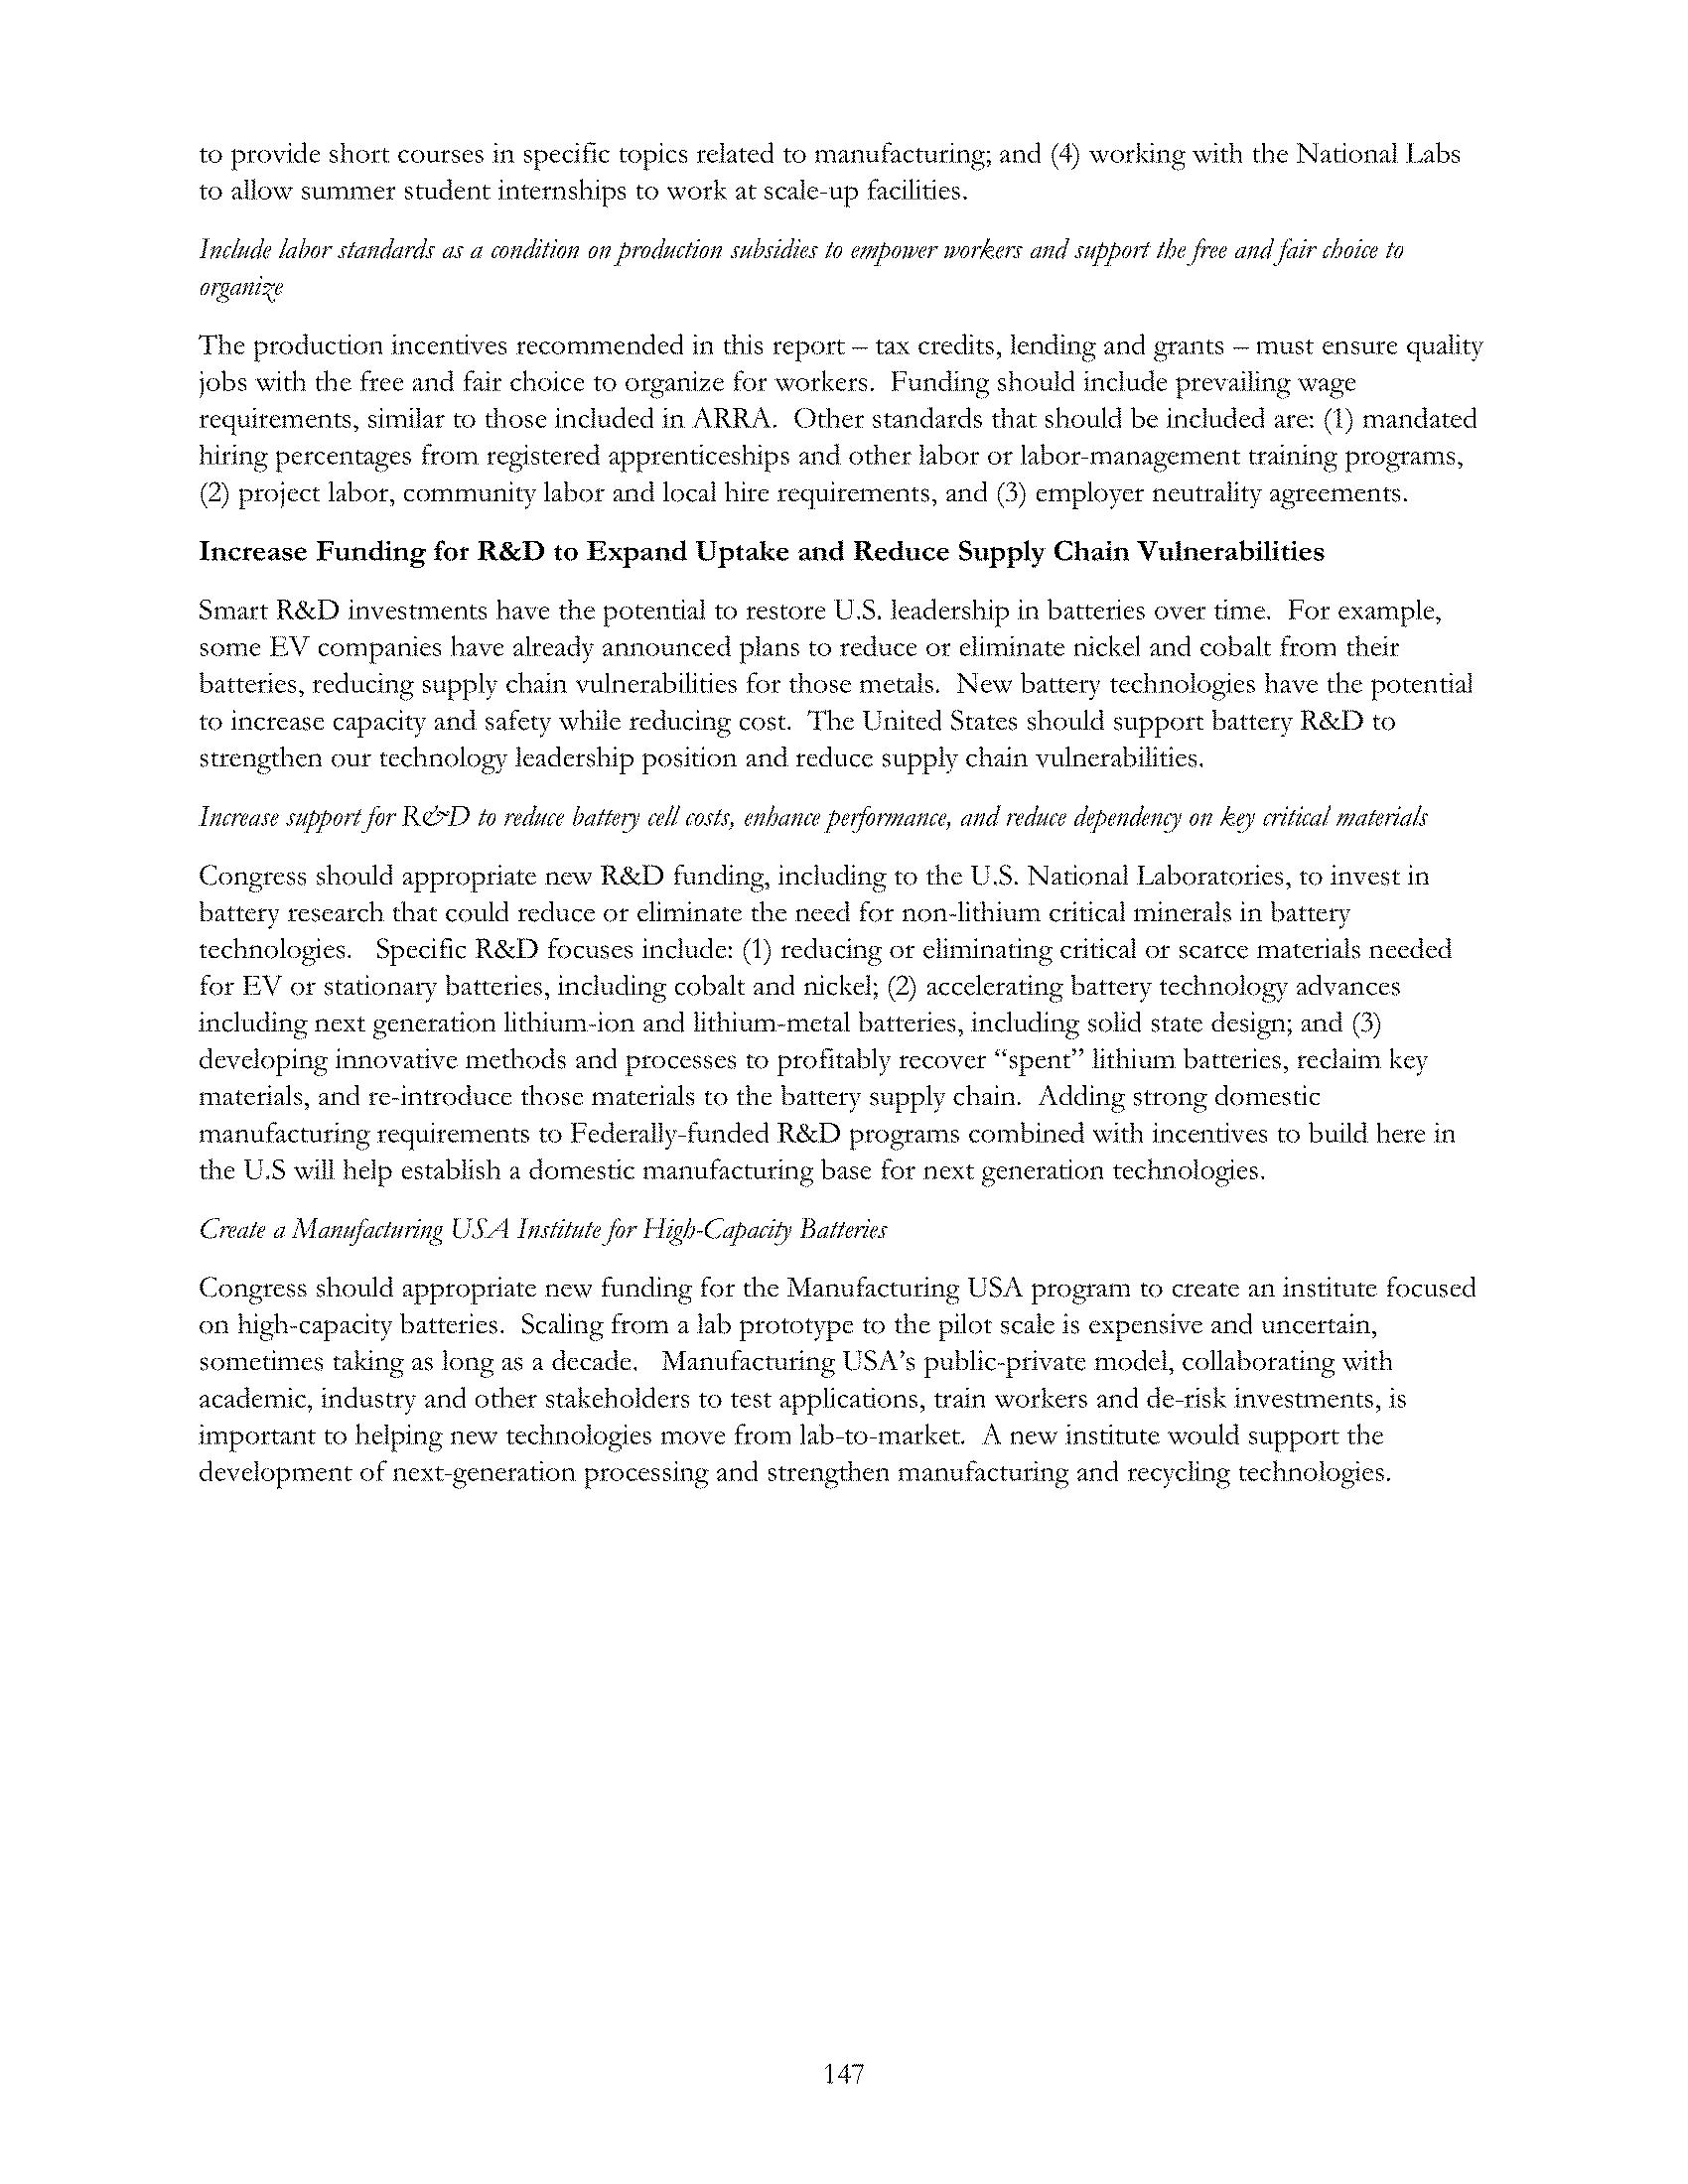 to provide short courses in specific topics related to manufacturing; and (4) working with the National Labs
to allow summer student internships to work at scale-up facilities.
Include labor standards as a condition on production subsidies to empower workers and support the free and fair choice to
organize
The production incentives recommended in this report – tax credits, lending and grants – must ensure quality
jobs with the free and fair choice to organize for workers.  Funding should include prevailing wage
requirements, similar to those included in ARRA.  Other standards that should be included are: (1) mandated
hiring percentages from registered apprenticeships and other labor or labor-management training programs,
(2) project labor, community labor and local hire requirements, and (3) employer neutrality agreements.
Increase Funding for R&D to Expand Uptake and Reduce Supply Chain Vulnerabilities
Smart R&D investments have the potential to restore U.S. leadership in batteries over time.  For example,
some EV companies have already announced plans to reduce or eliminate nickel and cobalt from their
batteries, reducing supply chain vulnerabilities for those metals.  New battery technologies have the potential
to increase capacity and safety while reducing cost.  The United States should support battery R&D to
strengthen our technology leadership position and reduce supply chain vulnerabilities.
Increase support for R&D to reduce battery cell costs, enhance performance, and reduce dependency on key critical materials
Congress should appropriate new R&D funding, including to the U.S. National Laboratories, to invest in
battery research that could reduce or eliminate the need for non-lithium critical minerals in battery
technologies.   Specific R&D focuses include: (1) reducing or eliminating critical or scarce materials needed
for EV or stationary batteries, including cobalt and nickel; (2) accelerating battery technology advances
including next generation lithium-ion and lithium-metal batteries, including solid state design; and (3)
developing innovative methods and processes to profitably recover “spent” lithium batteries, reclaim key
materials, and re-introduce those materials to the battery supply chain.  Adding strong domestic
manufacturing requirements to Federally-funded R&D programs combined with incentives to build here in
the U.S will help establish a domestic manufacturing base for next generation technologies.
Create a Manufacturing USA Institute for High-Capacity Batteries
Congress should appropriate new funding for the Manufacturing USA program to create an institute focused
on high-capacity batteries.  Scaling from a lab prototype to the pilot scale is expensive and uncertain,
sometimes taking as long as a decade.   Manufacturing USA’s public-private model, collaborating with
academic, industry and other stakeholders to test applications, train workers and de-risk investments, is
important to helping new technologies move from lab-to-market.  A new institute would support the
development of next-generation processing and strengthen manufacturing and recycling technologies.
147